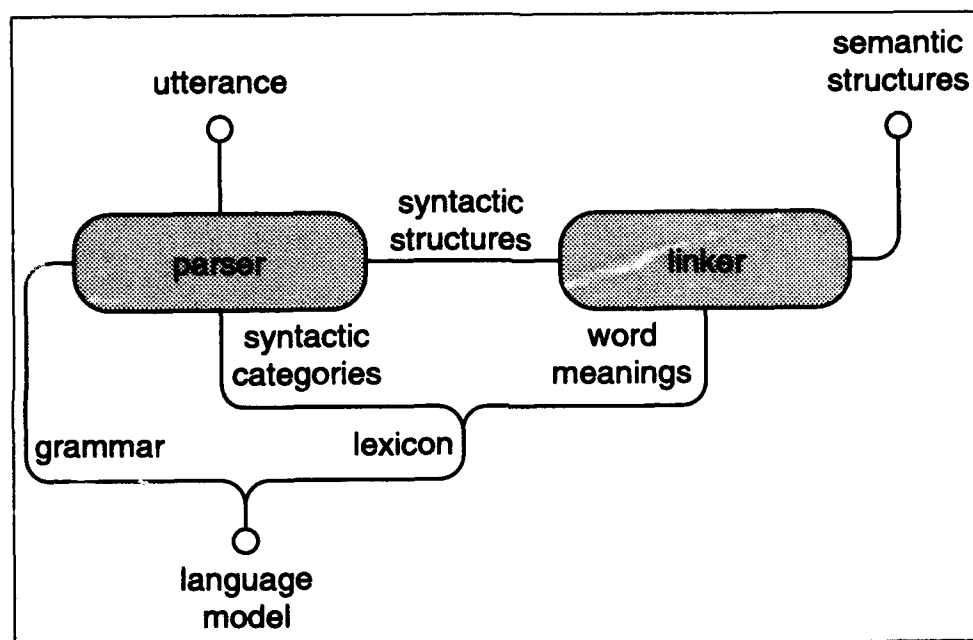 utterance
semantic
structures
syntactic
structures
parser
linker
syntactic
categories
word
meanings
grammar
lexicon
language
model